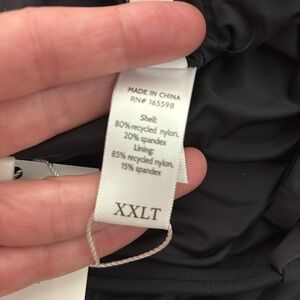 MADE IN CHINA
RN# 165598
Shell:
80% recycled nylon,
20% spandex
Lining:
85% recycled nylon,
15% spandex
XXLT